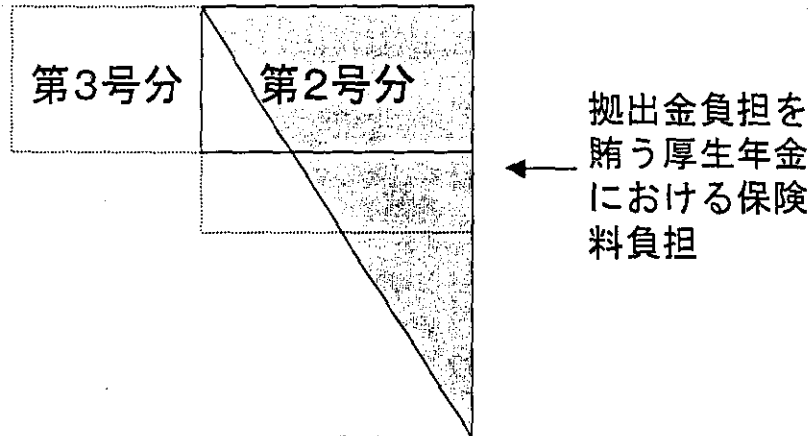 第3号分
第2号分
拠出金負担を
賄う厚生年金
における保険
料負担